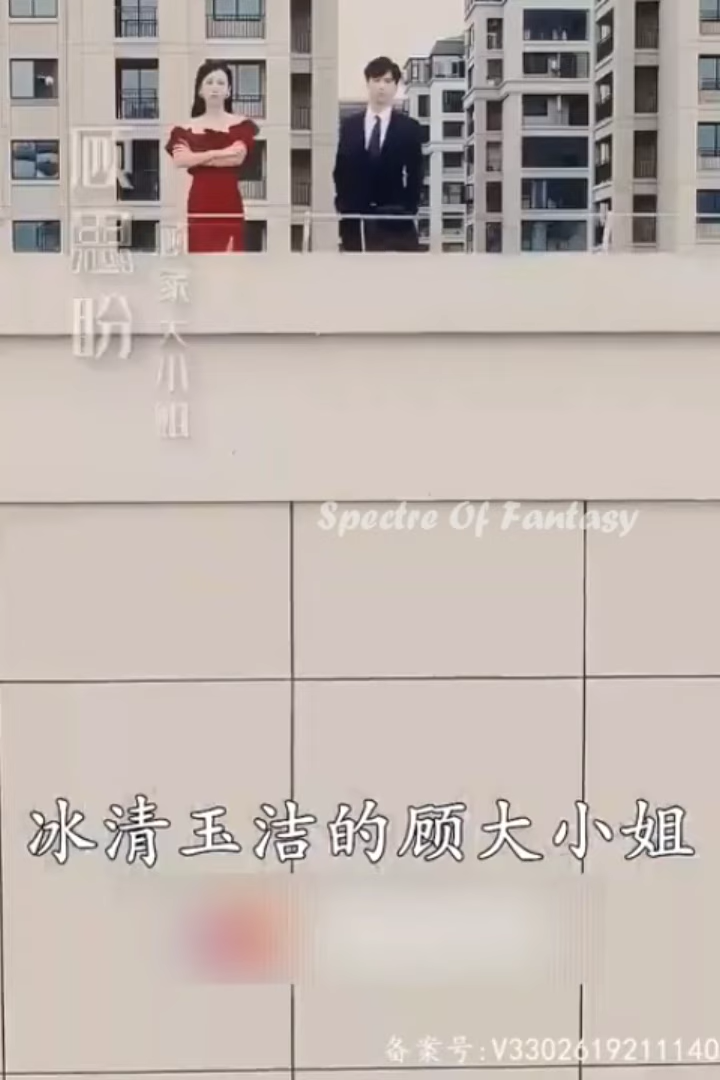 顾思盼
顾家大小姐
Spectre Of Fantasy
冰清玉洁的顾大小姐
备案号:V3302619211140